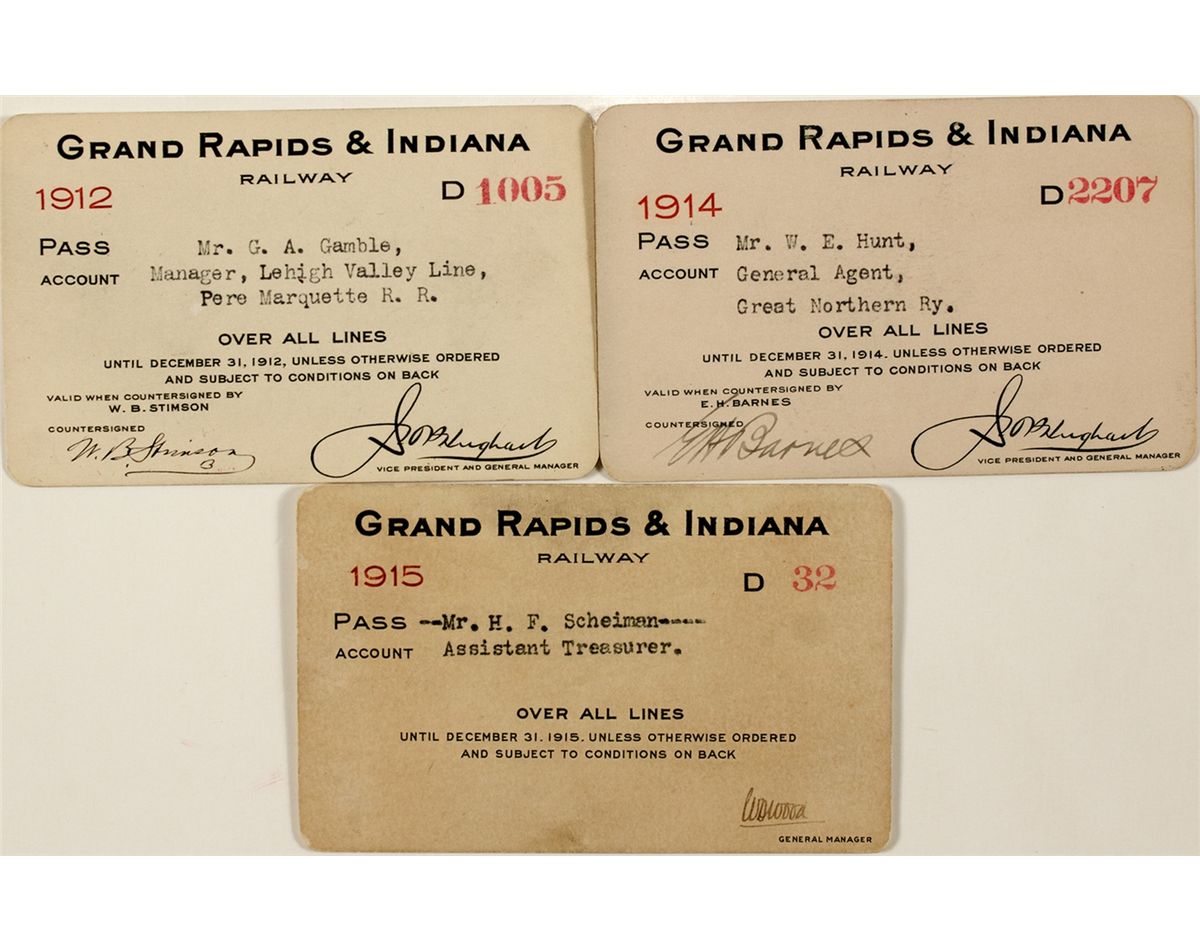 GRAND RAPIDS & INDIANA
RAILWAY
1912 D 1005
PASS Mr. G. A. Gamble,
ACCOUNT Manager, Lehigh Valley Line,
Pere Marquette R. R.
OVER ALL LINES
UNTIL DECEMBER 31, 1912, UNLESS OTHERWISE ORDERED
AND SUBJECT TO CONDITIONS ON BACK
VALID WHEN COUNTERSIGNED BY
W. B. STIMSON
COUNTERSIGNED
W. B. Stimson
VICE PRESIDENT AND GENERAL MANAGER
GRAND RAPIDS & INDIANA
RAILWAY
1914 D 2207
PASS Mr. W. E. Hunt,
ACCOUNT General Agent,
Great Northern Ry.
OVER ALL LINES
UNTIL DECEMBER 31, 1914. UNLESS OTHERWISE ORDERED
AND SUBJECT TO CONDITIONS ON BACK
VALID WHEN COUNTERSIGNED BY
E. H. BARNES
COUNTERSIGNED
E H Barnes
VICE PRESIDENT AND GENERAL MANAGER
GRAND RAPIDS & INDIANA
RAILWAY
1915 D 32
PASS --Mr. H. F. Scheiman-----
ACCOUNT Assistant Treasurer.
OVER ALL LINES
UNTIL DECEMBER 31. 1915. UNLESS OTHERWISE ORDERED
AND SUBJECT TO CONDITIONS ON BACK
GENERAL MANAGER